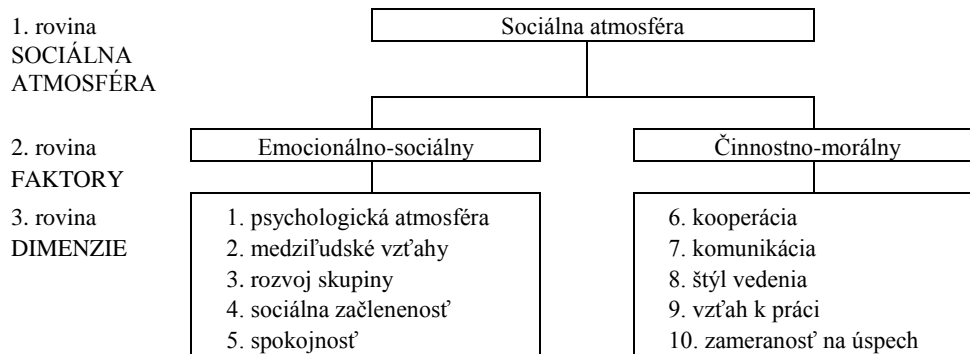 1. rovina
SOCIÁLNA
ATMOSFÉRA
Sociálna atmosféra
2. rovina
FAKTORY
Emocionálno-sociálny
Činnostno-morálny
3. rovina
DIMENZIE
1. psychologická atmosféra
2. medziľudské vzťahy
3. rozvoj skupiny
4. sociálna začlenenosť
5. spokojnosť
6. kooperácia
7. komunikácia
8. štýl vedenia
9. vzťah k práci
10. zameranosť na úspech